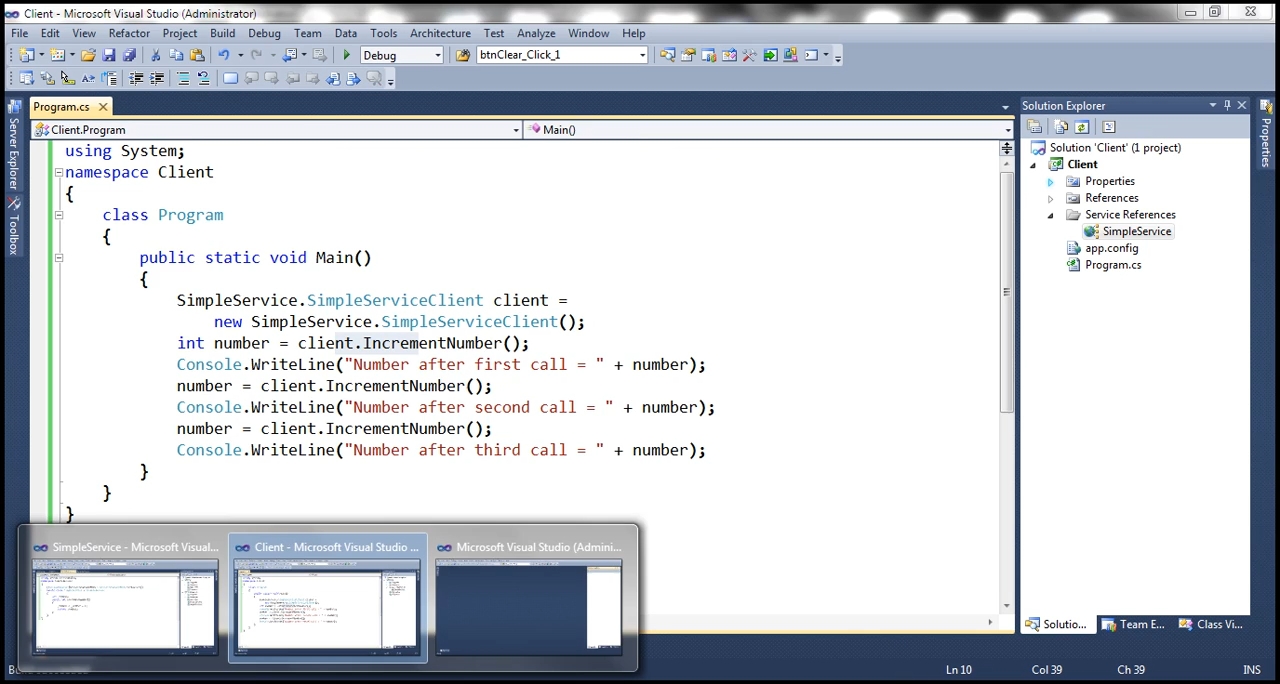 Client - Microsoft Visual Studio (Administrator)
File Edit View Refactor Project Build Debug Team Data Tools Architecture Test Analyze Window Help
Debug btnClear_Click_1
Program.cs
Client.Program Main()
Server Explorer
Toolbox
using System;
namespace Client
{
class Program
{
public static void Main()
{
SimpleService.SimpleServiceClient client =
new SimpleService.SimpleServiceClient();
int number = client.IncrementNumber();
Console.WriteLine("Number after first call = " + number);
number = client.IncrementNumber();
Console.WriteLine("Number after second call = " + number);
number = client.IncrementNumber();
Console.WriteLine("Number after third call = " + number);
}
}
}
Solution Explorer
Solution 'Client' (1 project)
Client
Properties
References
Service References
SimpleService
app.config
Program.cs
Properties
Solutio... Team E... Class Vi...
SimpleService - Microsoft Visual...
Client - Microsoft Visual Studio ...
Microsoft Visual Studio (Admini...
Ln 10 Col 39 Ch 39 INS